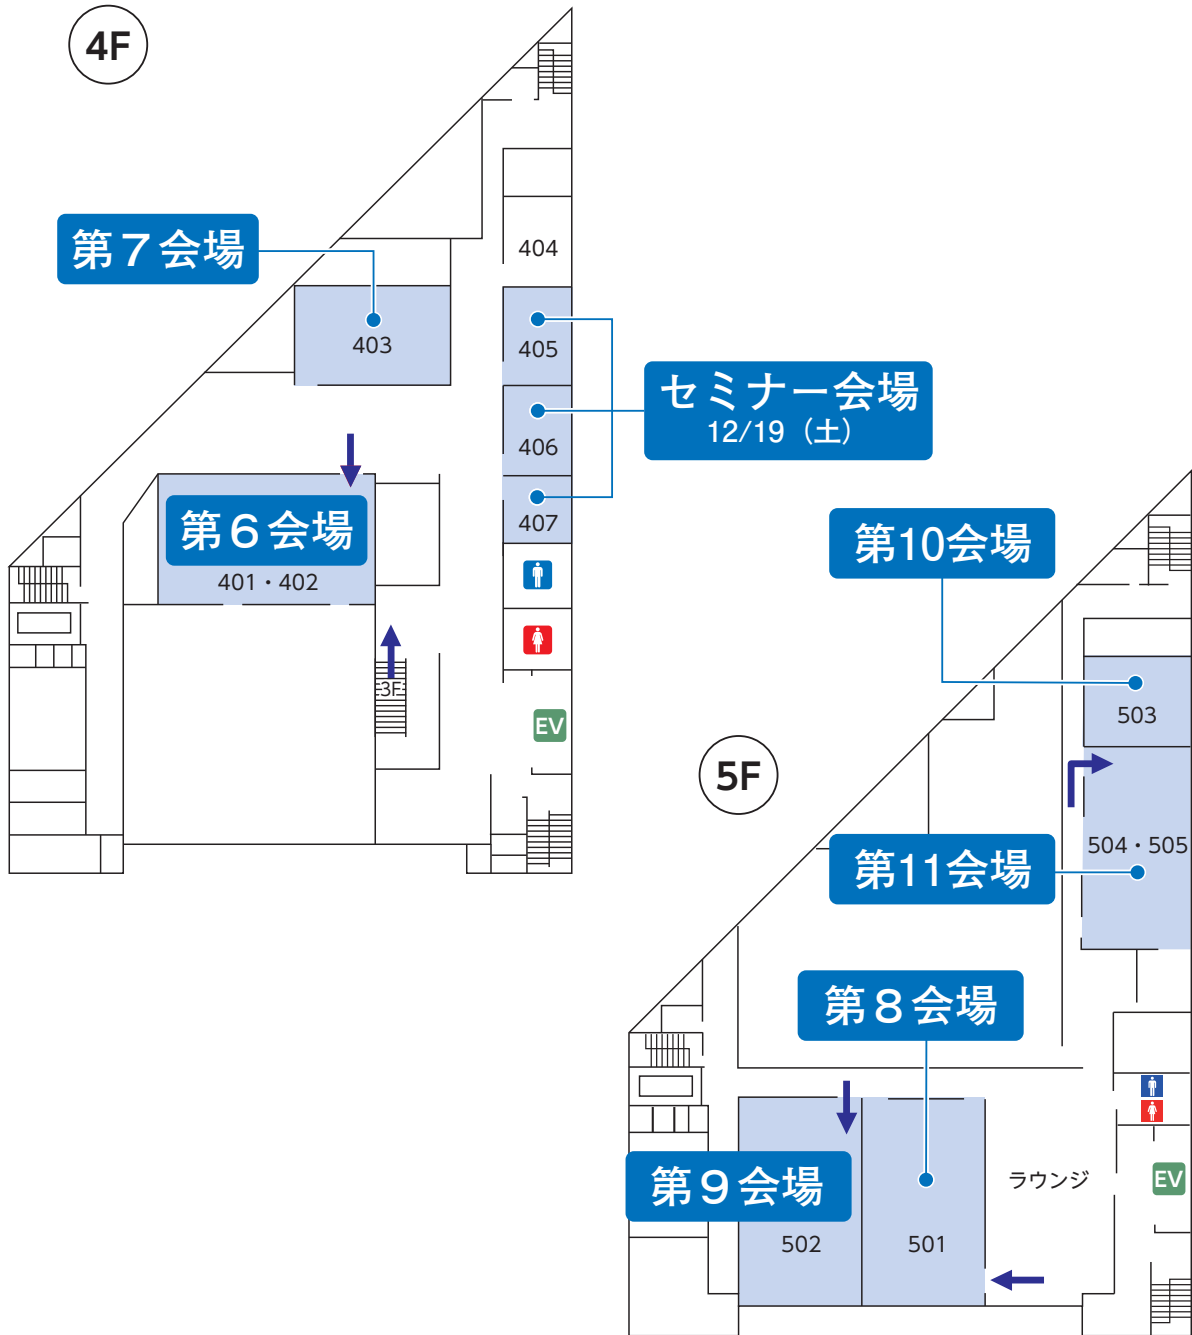 4F
404
第7会場
403
405
セミナー会場
12/19（土）
406
407
第6会場
401・402
3F
EV
5F
第10会場
503
504・505
第11会場
第8会場
第9会場
ラウンジ
EV
502
501